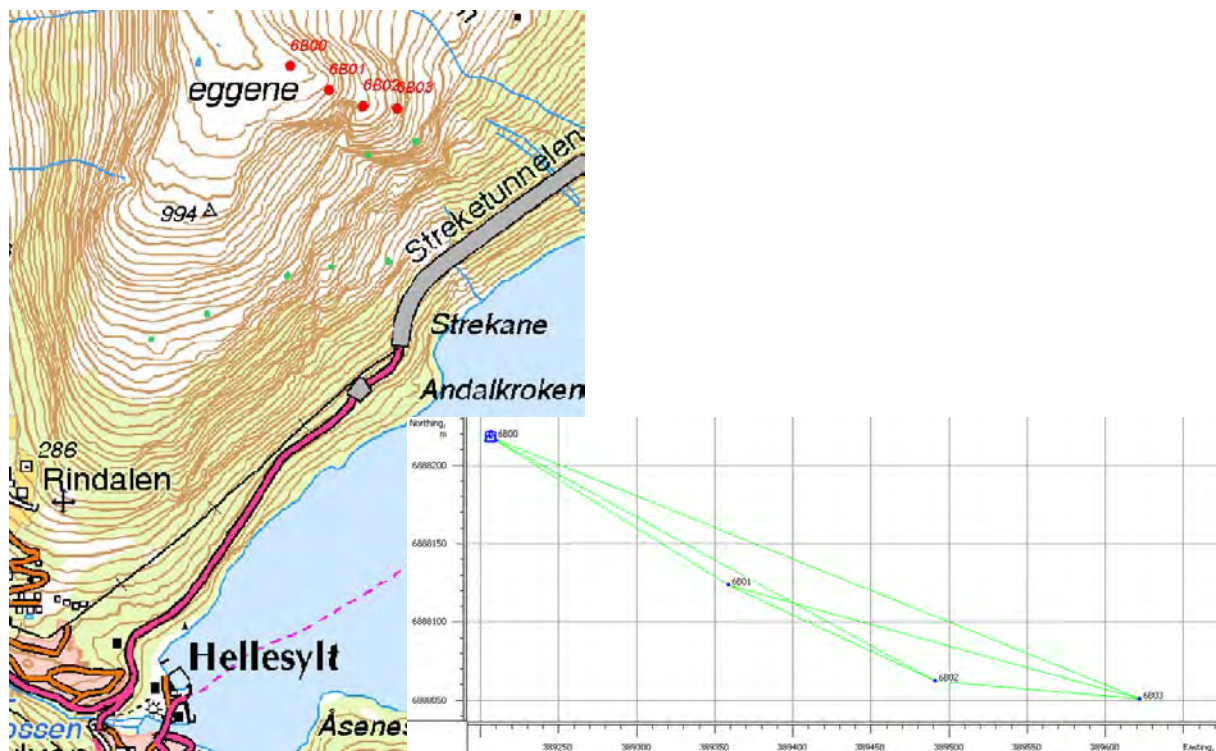 6B00
6B01
6B02
6B03
eggene
Streketunnelen
994
Strekane
Andalkroken
286
Rindalen
Hellesylt
ossen
Åsenes
Northing,
m
6B00
6888200
6888150
6B01
6888100
6B02
6B03
6888050
389250
389300
389350
389400
389450
389500
389550
389600
Easting,